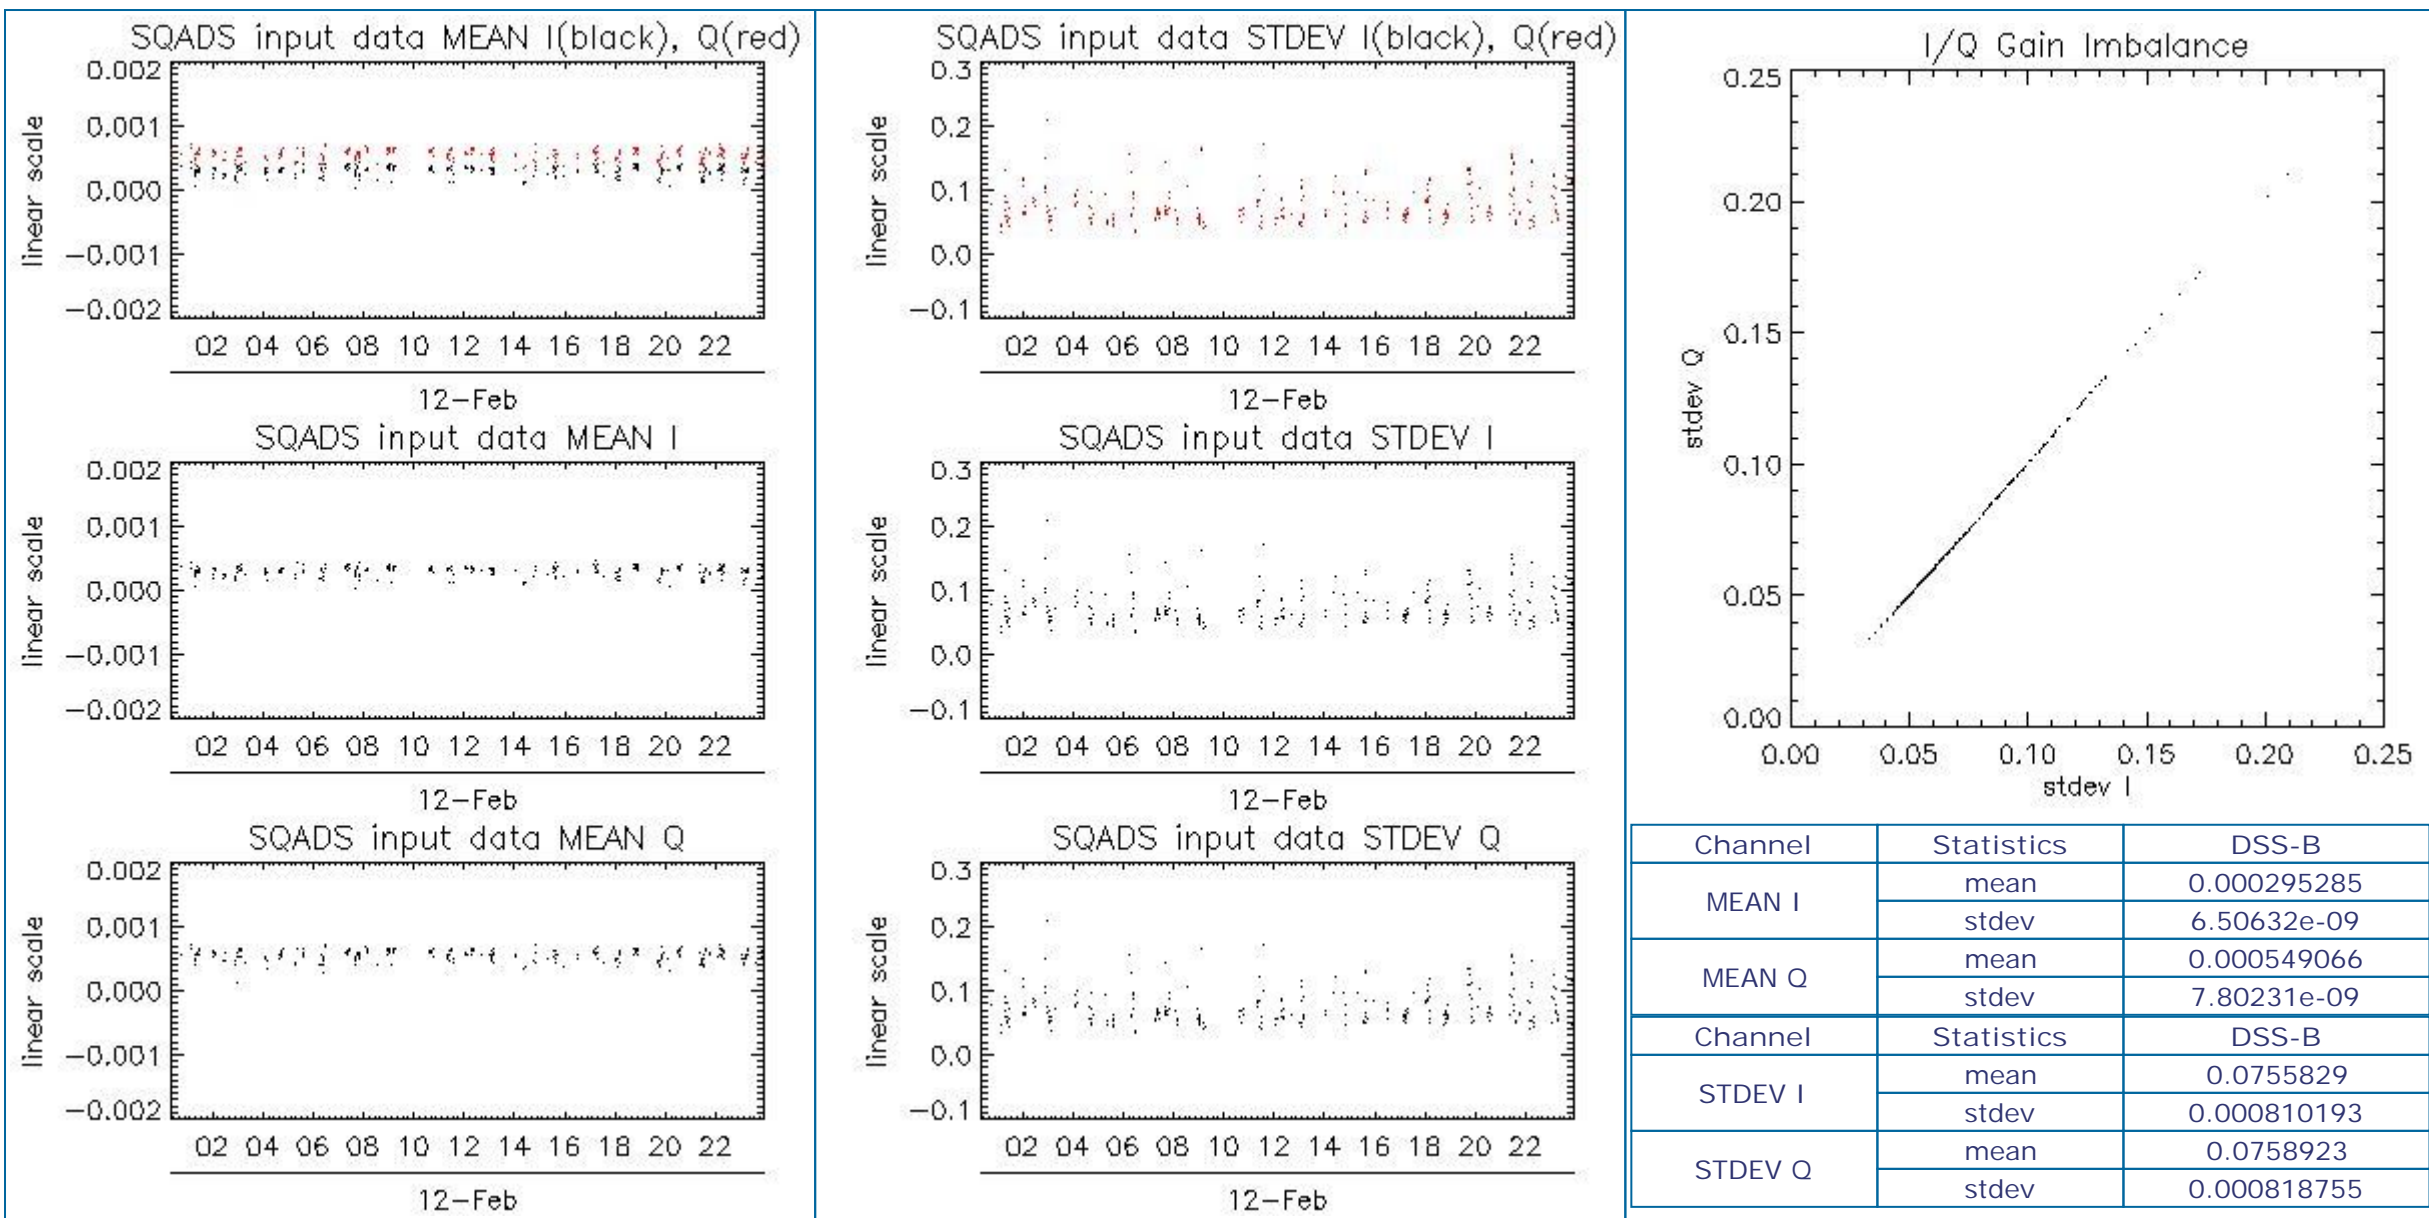 SQADS input data MEAN I(black), Q(red)
linear scale
0.002
0.001
0.000
−0.001
−0.002
02 04 06 08 10 12 14 16 18 20 22
12−Feb
SQADS input data MEAN I
linear scale
0.002
0.001
0.000
−0.001
−0.002
02 04 06 08 10 12 14 16 18 20 22
12−Feb
SQADS input data MEAN Q
linear scale
0.002
0.001
0.000
−0.001
−0.002
02 04 06 08 10 12 14 16 18 20 22
12−Feb
SQADS input data STDEV I(black), Q(red)
linear scale
0.3
0.2
0.1
0.0
−0.1
02 04 06 08 10 12 14 16 18 20 22
12−Feb
SQADS input data STDEV I
linear scale
0.3
0.2
0.1
0.0
−0.1
02 04 06 08 10 12 14 16 18 20 22
12−Feb
SQADS input data STDEV Q
linear scale
0.3
0.2
0.1
0.0
−0.1
02 04 06 08 10 12 14 16 18 20 22
12−Feb
I/Q Gain Imbalance
stdev Q
0.25
0.20
0.15
0.10
0.05
0.00
0.00 0.05 0.10 0.15 0.20 0.25
stdev I
Channel Statistics DSS-B
MEAN I mean 0.000295285
stdev 6.50632e-09
MEAN Q mean 0.000549066
stdev 7.80231e-09
Channel Statistics DSS-B
STDEV I mean 0.0755829
stdev 0.000810193
STDEV Q mean 0.0758923
stdev 0.000818755